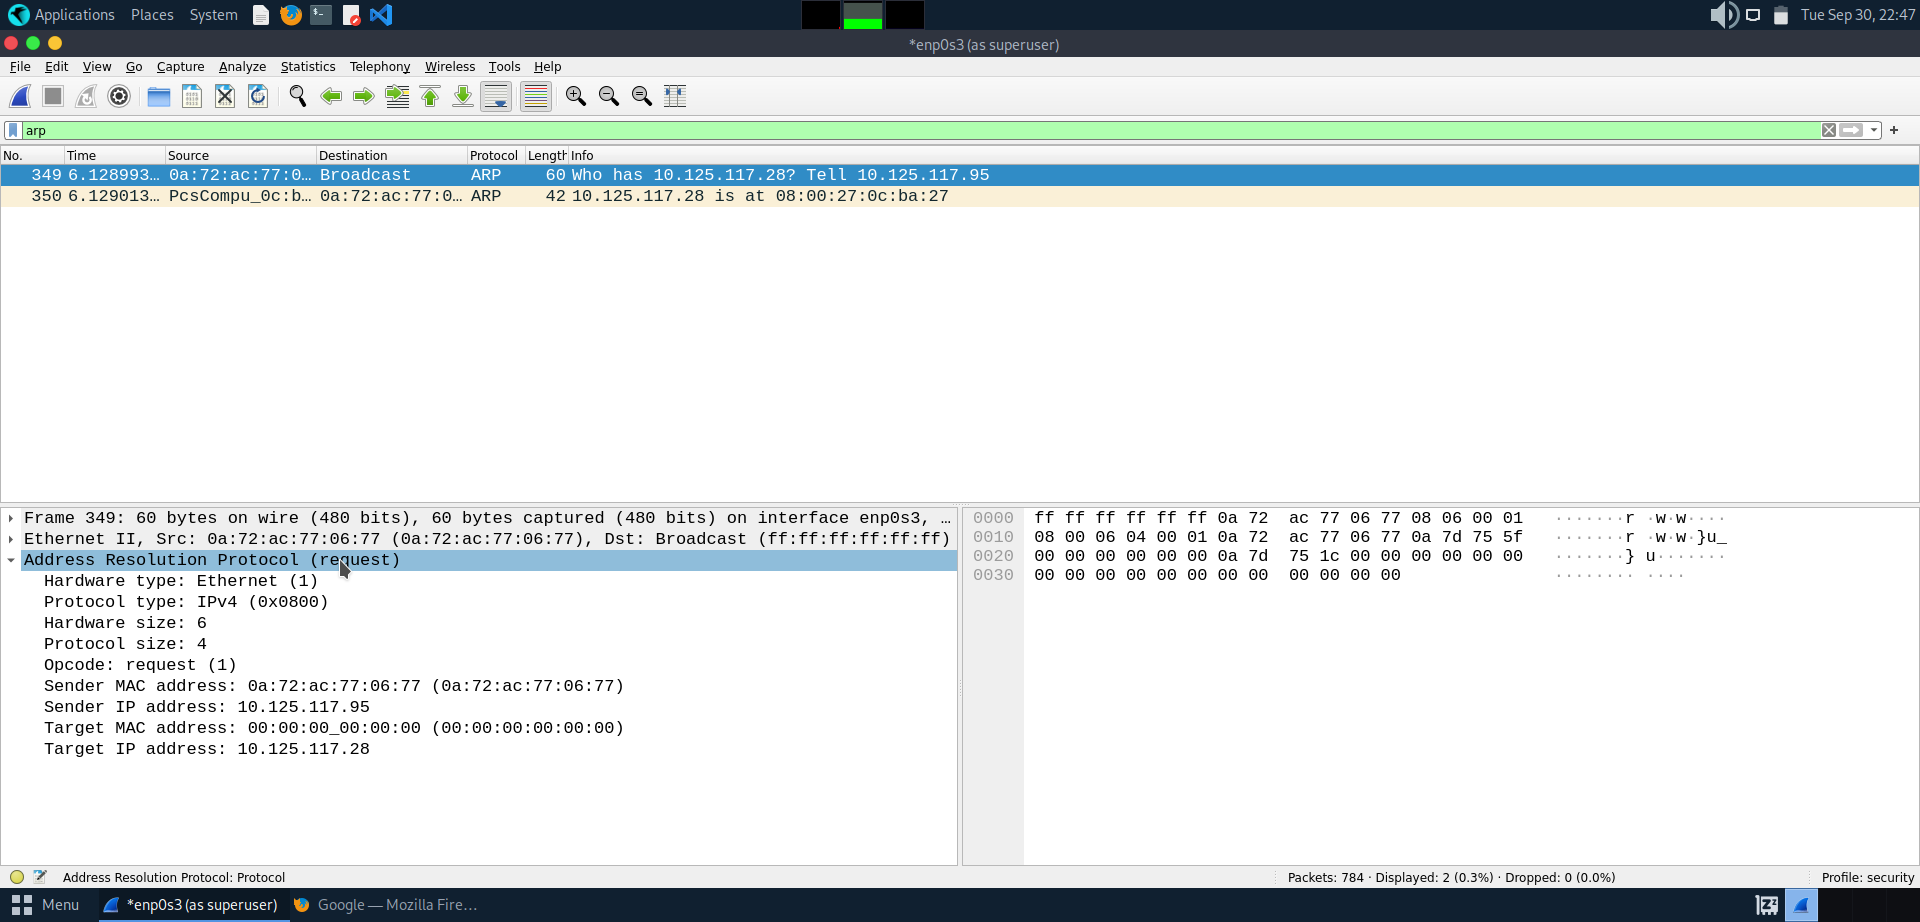 Applications Places System Tue Sep 30, 22:47
*enp0s3 (as superuser)
File Edit View Go Capture Analyze Statistics Telephony Wireless Tools Help
arp
No. Time Source Destination Protocol Length Info
349 6.128993… 0a:72:ac:77:0… Broadcast ARP 60 Who has 10.125.117.28? Tell 10.125.117.95
350 6.129013… PcsCompu_0c:b… 0a:72:ac:77:0… ARP 42 10.125.117.28 is at 08:00:27:0c:ba:27
Frame 349: 60 bytes on wire (480 bits), 60 bytes captured (480 bits) on interface enp0s3, …
Ethernet II, Src: 0a:72:ac:77:06:77 (0a:72:ac:77:06:77), Dst: Broadcast (ff:ff:ff:ff:ff:ff)
Address Resolution Protocol (request)
Hardware type: Ethernet (1)
Protocol type: IPv4 (0x0800)
Hardware size: 6
Protocol size: 4
Opcode: request (1)
Sender MAC address: 0a:72:ac:77:06:77 (0a:72:ac:77:06:77)
Sender IP address: 10.125.117.95
Target MAC address: 00:00:00_00:00:00 (00:00:00:00:00:00)
Target IP address: 10.125.117.28
0000 ff ff ff ff ff ff 0a 72 ac 77 06 77 08 06 00 01 ·······r ·w·w····
0010 08 00 06 04 00 01 0a 72 ac 77 06 77 0a 7d 75 5f ·······r ·w·w·}u_
0020 00 00 00 00 00 00 0a 7d 75 1c 00 00 00 00 00 00 ·······} u·······
0030 00 00 00 00 00 00 00 00 00 00 00 00 ········ ····
Address Resolution Protocol: Protocol Packets: 784 · Displayed: 2 (0.3%) · Dropped: 0 (0.0%) Profile: security
Menu *enp0s3 (as superuser) Google — Mozilla Fire…